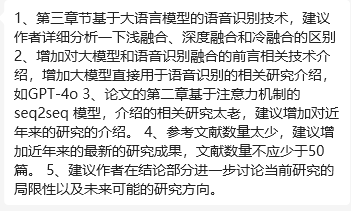 1、第三章节基于大语言模型的语音识别技术，建议
作者详细分析一下浅融合、深度融合和冷融合的区别
2、增加对大模型和语音识别融合的前言相关技术介
绍，增加大模型直接用于语音识别的相关研究介绍，
如GPT-4o 3、论文的第二章基于注意力机制的
seq2seq 模型，介绍的相关研究太老，建议增加对近
年来的研究的介绍。 4、参考文献数量太少，建议增
加近年来的最新的研究成果，文献数量不应少于50
篇。 5、建议作者在结论部分进一步讨论当前研究的
局限性以及未来可能的研究方向。